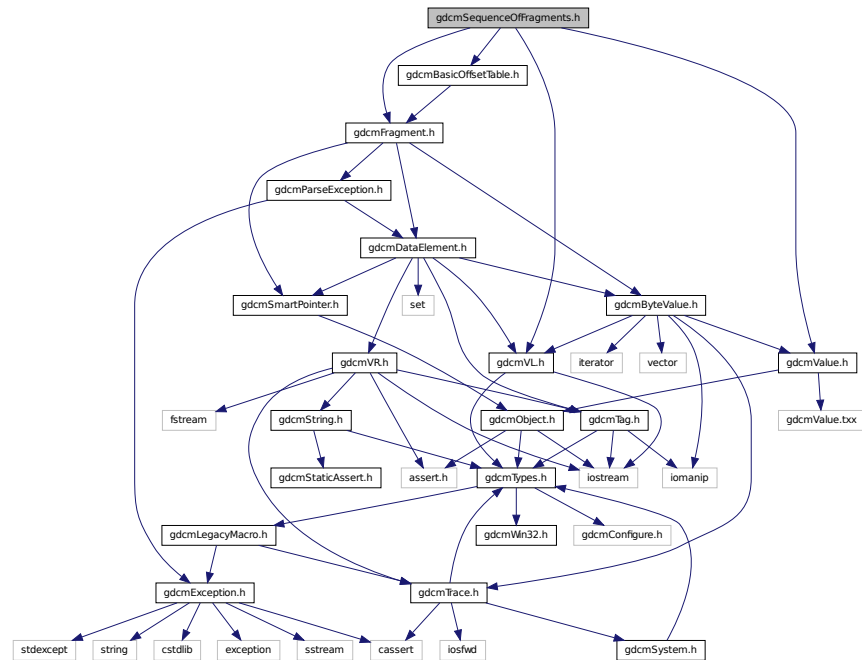 gdcmSequenceOfFragments.h
gdcmBasicOffsetTable.h
gdcmFragment.h
gdcmParseException.h
gdcmDataElement.h
gdcmSmartPointer.h
set
gdcmByteValue.h
gdcmVR.h
gdcmVL.h
iterator
vector
gdcmValue.h
fstream
gdcmString.h
gdcmObject.h
gdcmTag.h
gdcmValue.txx
gdcmStaticAssert.h
assert.h
gdcmTypes.h
iostream
iomanip
gdcmLegacyMacro.h
gdcmWin32.h
gdcmConfigure.h
gdcmException.h
gdcmTrace.h
stdexcept
string
cstdlib
exception
sstream
cassert
iosfwd
gdcmSystem.h